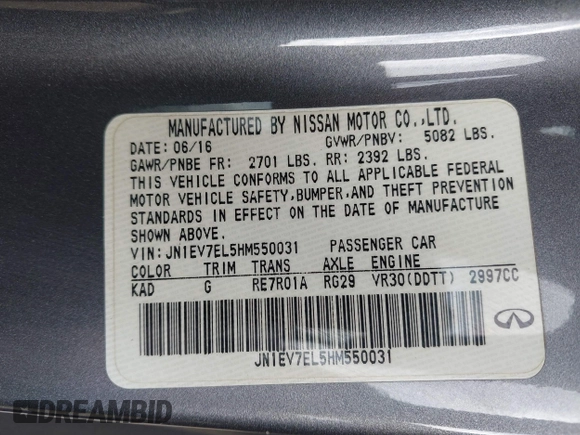 MANUFACTURED BY NISSAN MOTOR CO.,LTD.
DATE: 06/16 GVWR/PNBV: 5082 LBS.
GAWR/PNBE FR: 2701 LBS. RR: 2392 LBS.
THIS VEHICLE CONFORMS TO ALL APPLICABLE FEDERAL
MOTOR VEHICLE SAFETY,BUMPER,AND THEFT PREVENTION
STANDARDS IN EFFECT ON THE DATE OF MANUFACTURE
SHOWN ABOVE.
VIN: JN1EV7EL5HM550031 PASSENGER CAR
COLOR TRIM TRANS AXLE ENGINE
KAD G RE7R01A RG29 VR30(DDTT) 2997CC
JN1EV7EL5HM550031
DREAMBID